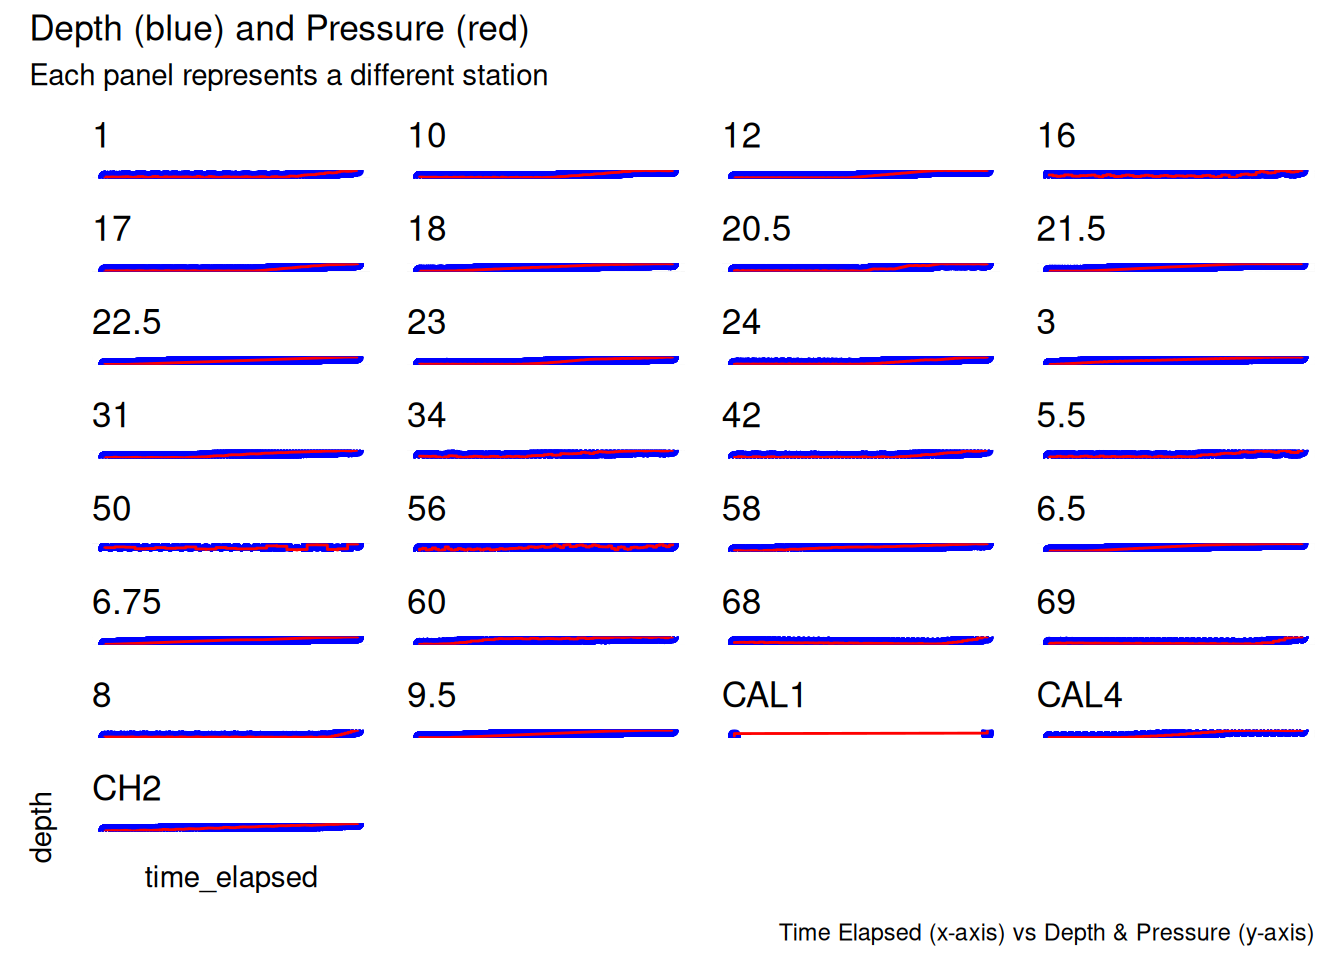 Depth (blue) and Pressure (red)
Each panel represents a different station
1 10 12 16
17 18 20.5 21.5
22.5 23 24 3
31 34 42 5.5
50 56 58 6.5
6.75 60 68 69
8 9.5 CAL1 CAL4
CH2
depth
time_elapsed
Time Elapsed (x-axis) vs Depth & Pressure (y-axis)